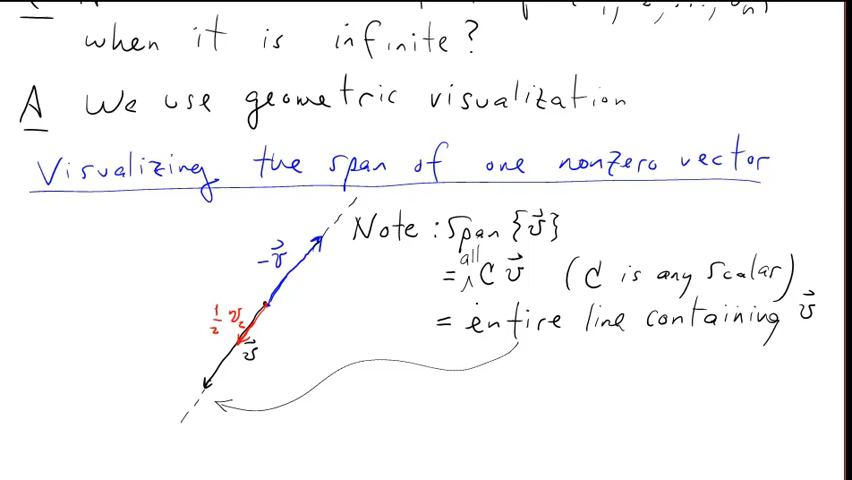 when it is infinite?
A We use geometric visualization
Visualizing the span of one nonzero vector
Note: Span {v⃗}
= all c v⃗ (c is any scalar)
= entire line containing v⃗
-v⃗
1/2 v⃗
v⃗